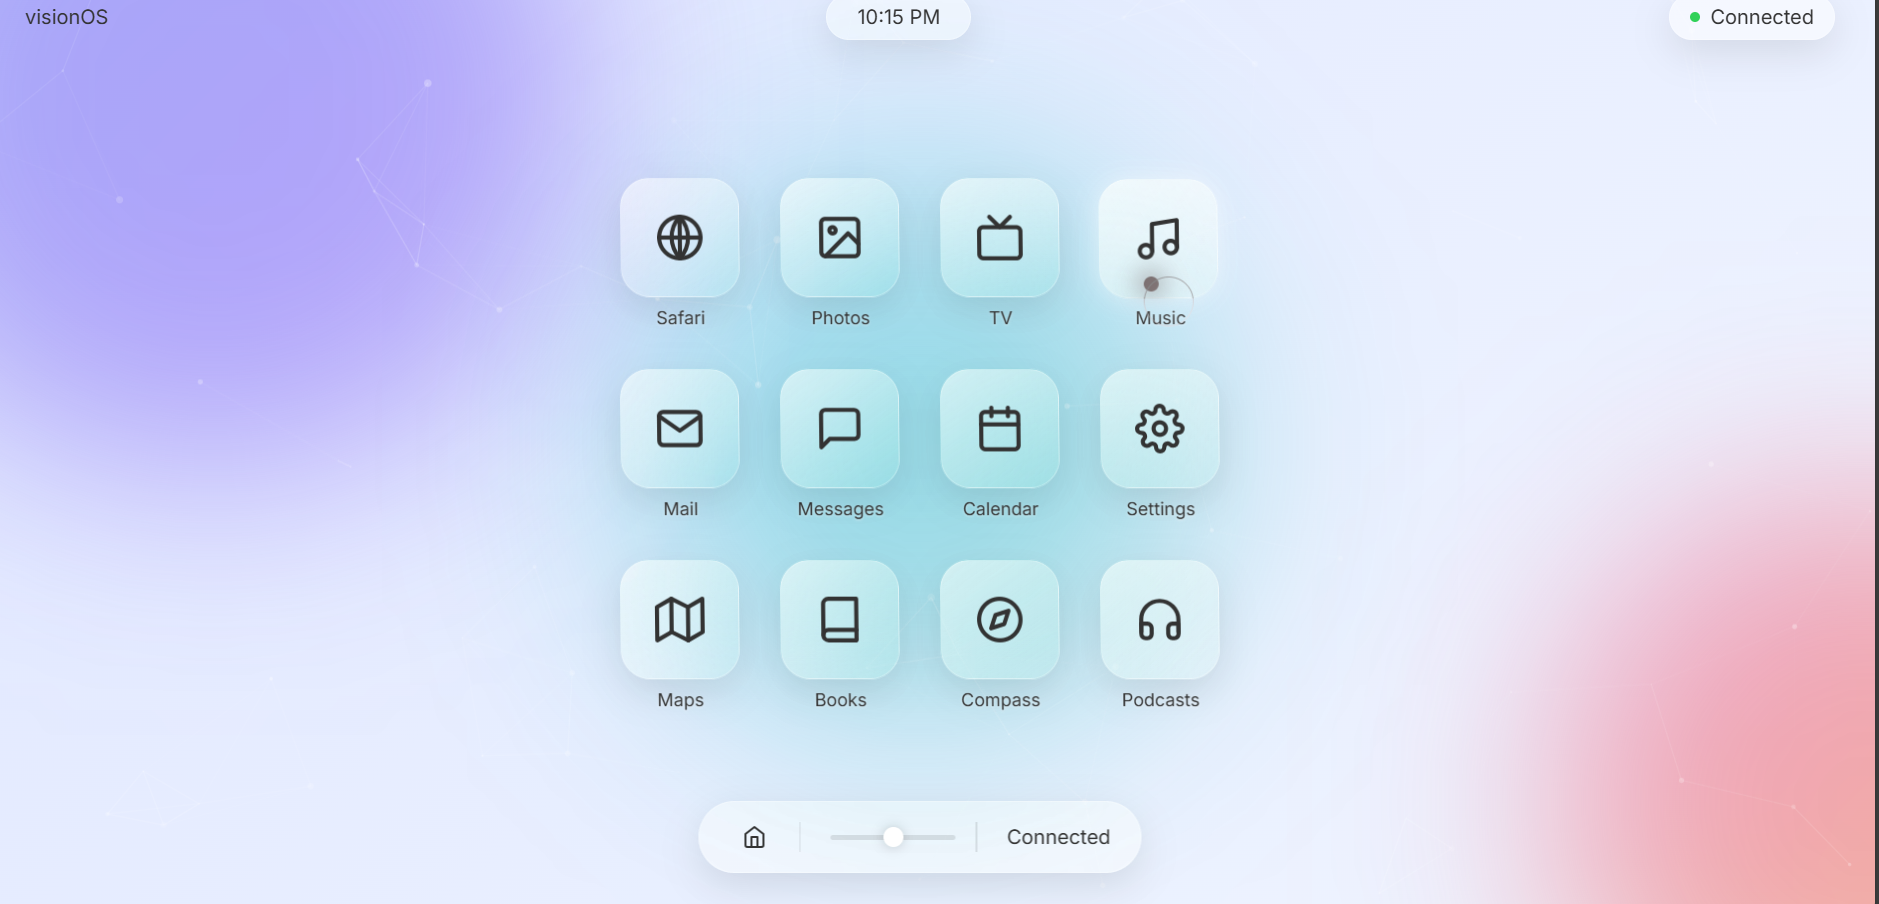 visionOS
10:15 PM
Connected
Safari
Photos
TV
Music
Mail
Messages
Calendar
Settings
Maps
Books
Compass
Podcasts
Connected